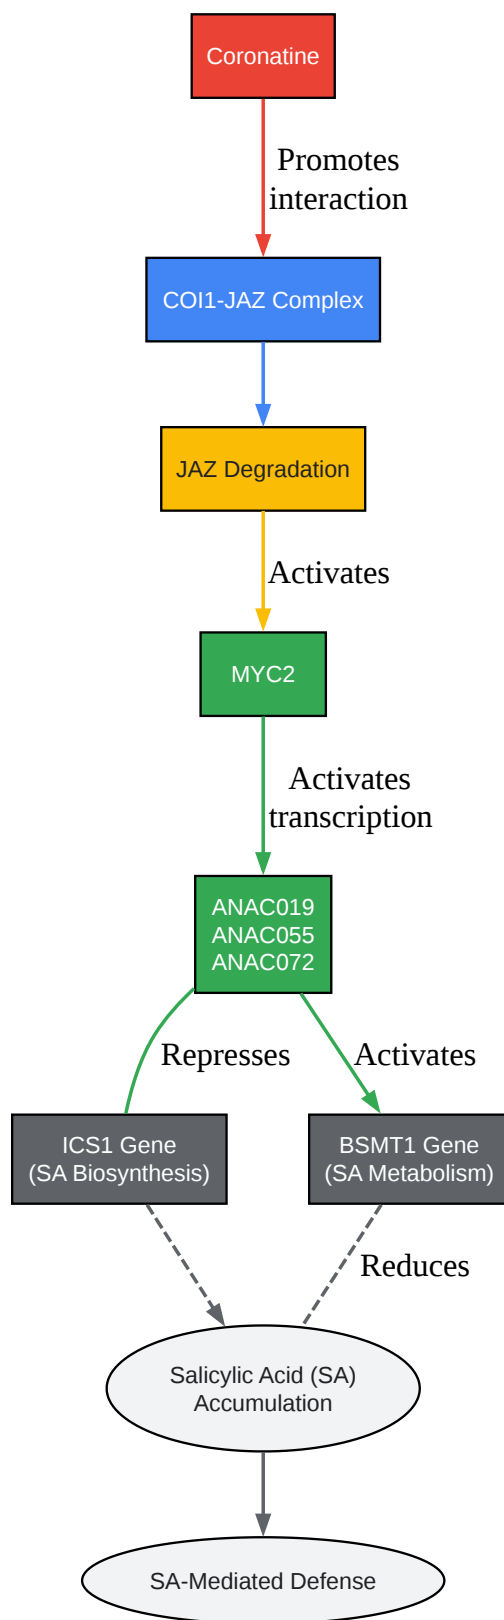 Coronatine
Promotes
interaction
COI1-JAZ Complex
JAZ Degradation
Activates
MYC2
Activates
transcription
ANAC019
ANAC055
ANAC072
Represses
Activates
ICS1 Gene
(SA Biosynthesis)
BSMT1 Gene
(SA Metabolism)
Reduces
Salicylic Acid (SA)
Accumulation
SA-Mediated Defense